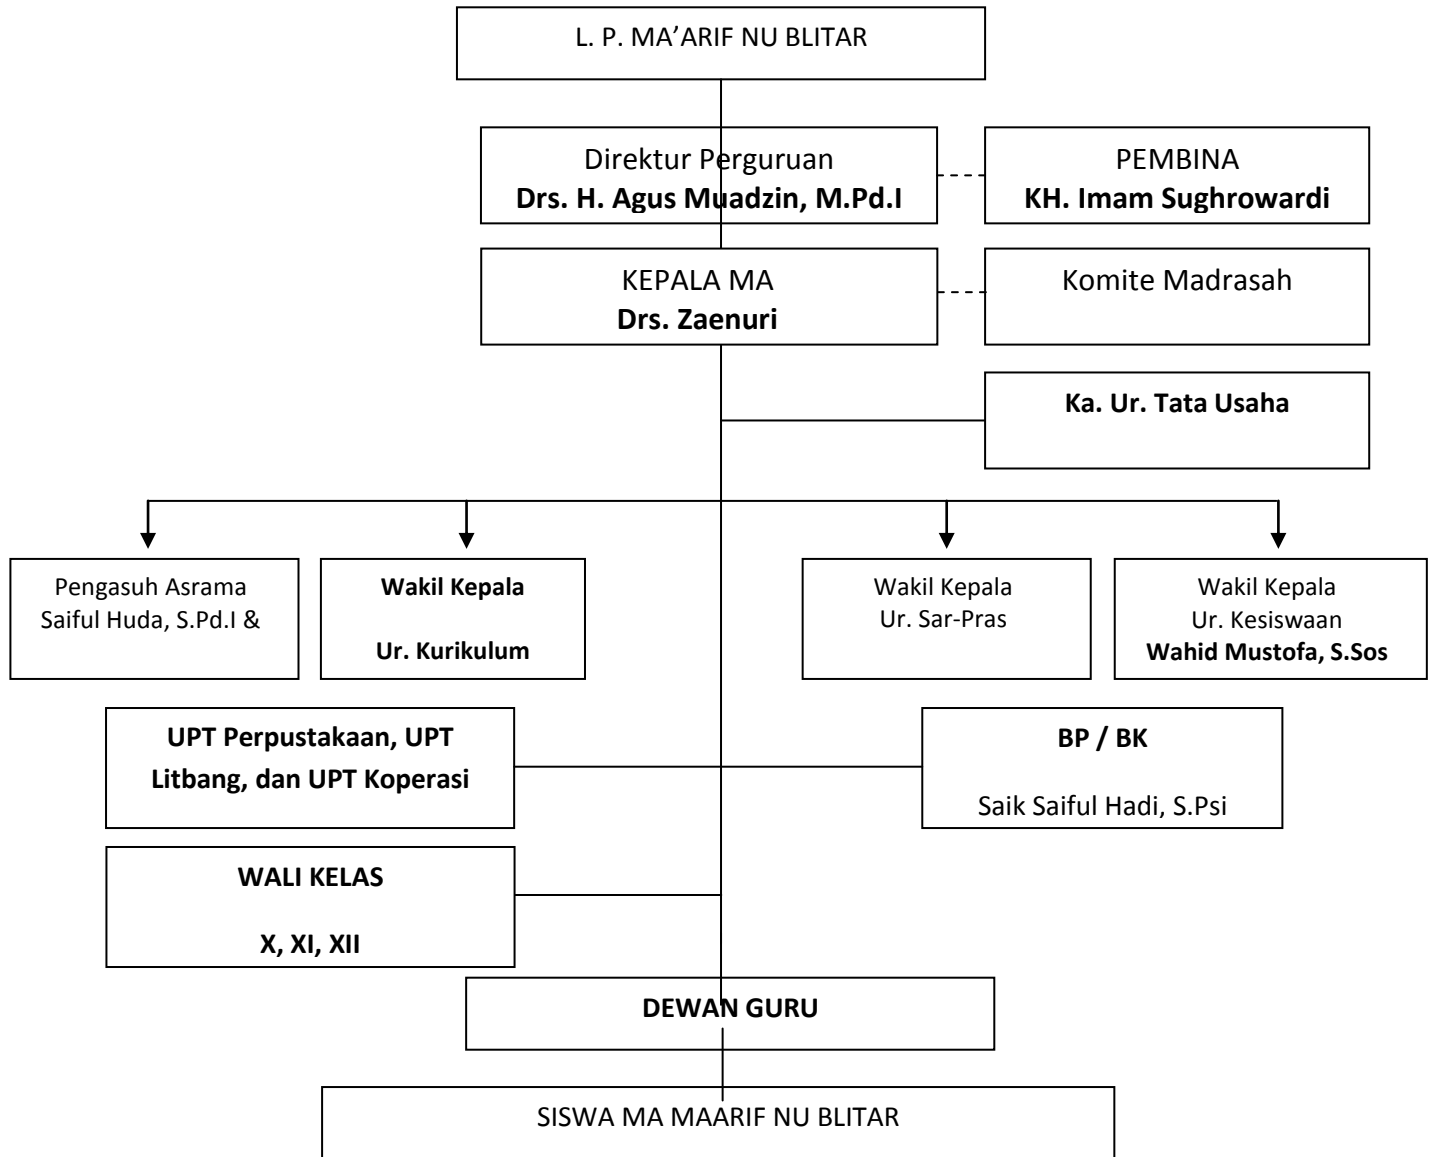 L. P. MA’ARIF NU BLITAR
Direktur Perguruan
Drs. H. Agus Muadzin, M.Pd.I
PEMBINA
KH. Imam Sughrowardi
KEPALA MA
Drs. Zaenuri
Komite Madrasah
Ka. Ur. Tata Usaha
Pengasuh Asrama
Saiful Huda, S.Pd.I &
Wakil Kepala
Ur. Kurikulum
Wakil Kepala
Ur. Sar-Pras
Wakil Kepala
Ur. Kesiswaan
Wahid Mustofa, S.Sos
UPT Perpustakaan, UPT
Litbang, dan UPT Koperasi
BP / BK
Saik Saiful Hadi, S.Psi
WALI KELAS
X, XI, XII
DEWAN GURU
SISWA MA MAARIF NU BLITAR